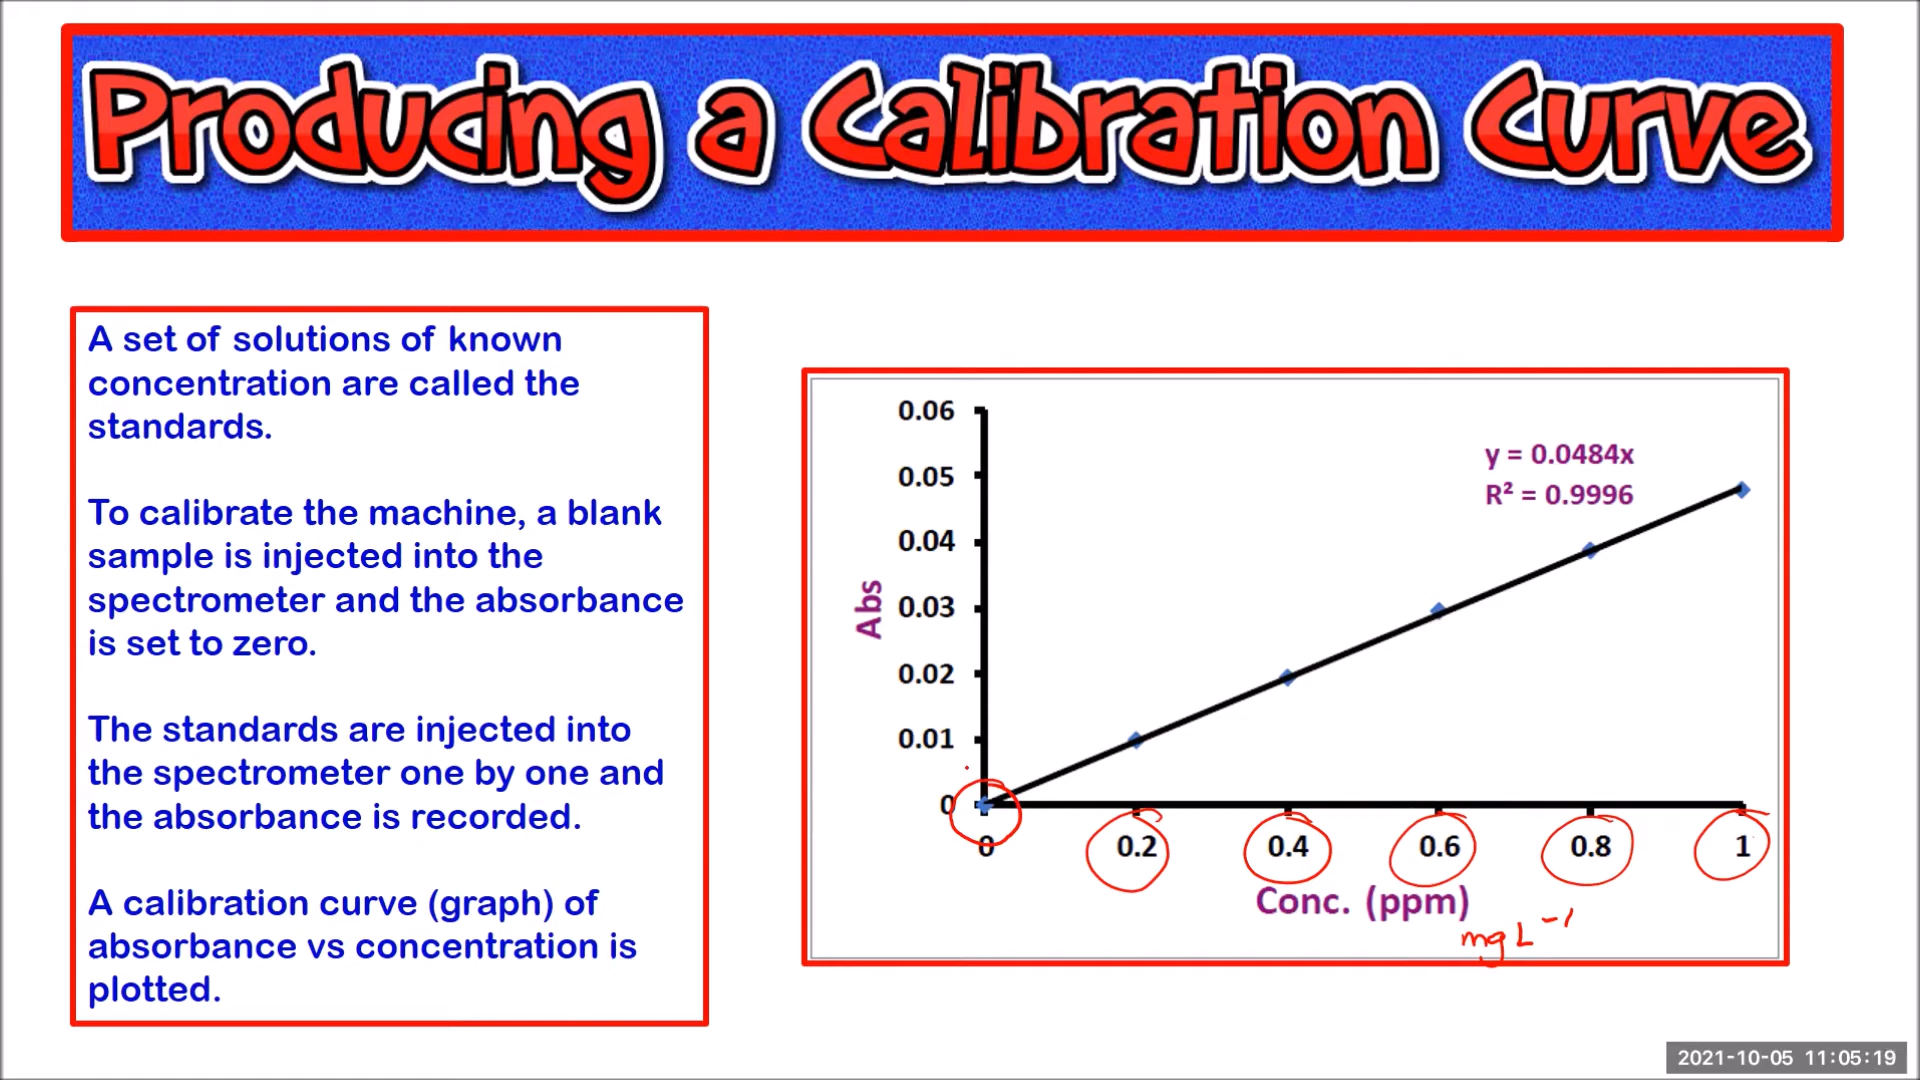 Producing a Calibration Curve
A set of solutions of known
concentration are called the
standards.
To calibrate the machine, a blank
sample is injected into the
spectrometer and the absorbance
is set to zero.
The standards are injected into
the spectrometer one by one and
the absorbance is recorded.
A calibration curve (graph) of
absorbance vs concentration is
plotted.
0.06
0.05
0.04
0.03
0.02
0.01
0
Abs
y = 0.0484x
R² = 0.9996
0 0.2 0.4 0.6 0.8 1
Conc. (ppm)
mg L⁻¹
2021-10-05 11:05:19